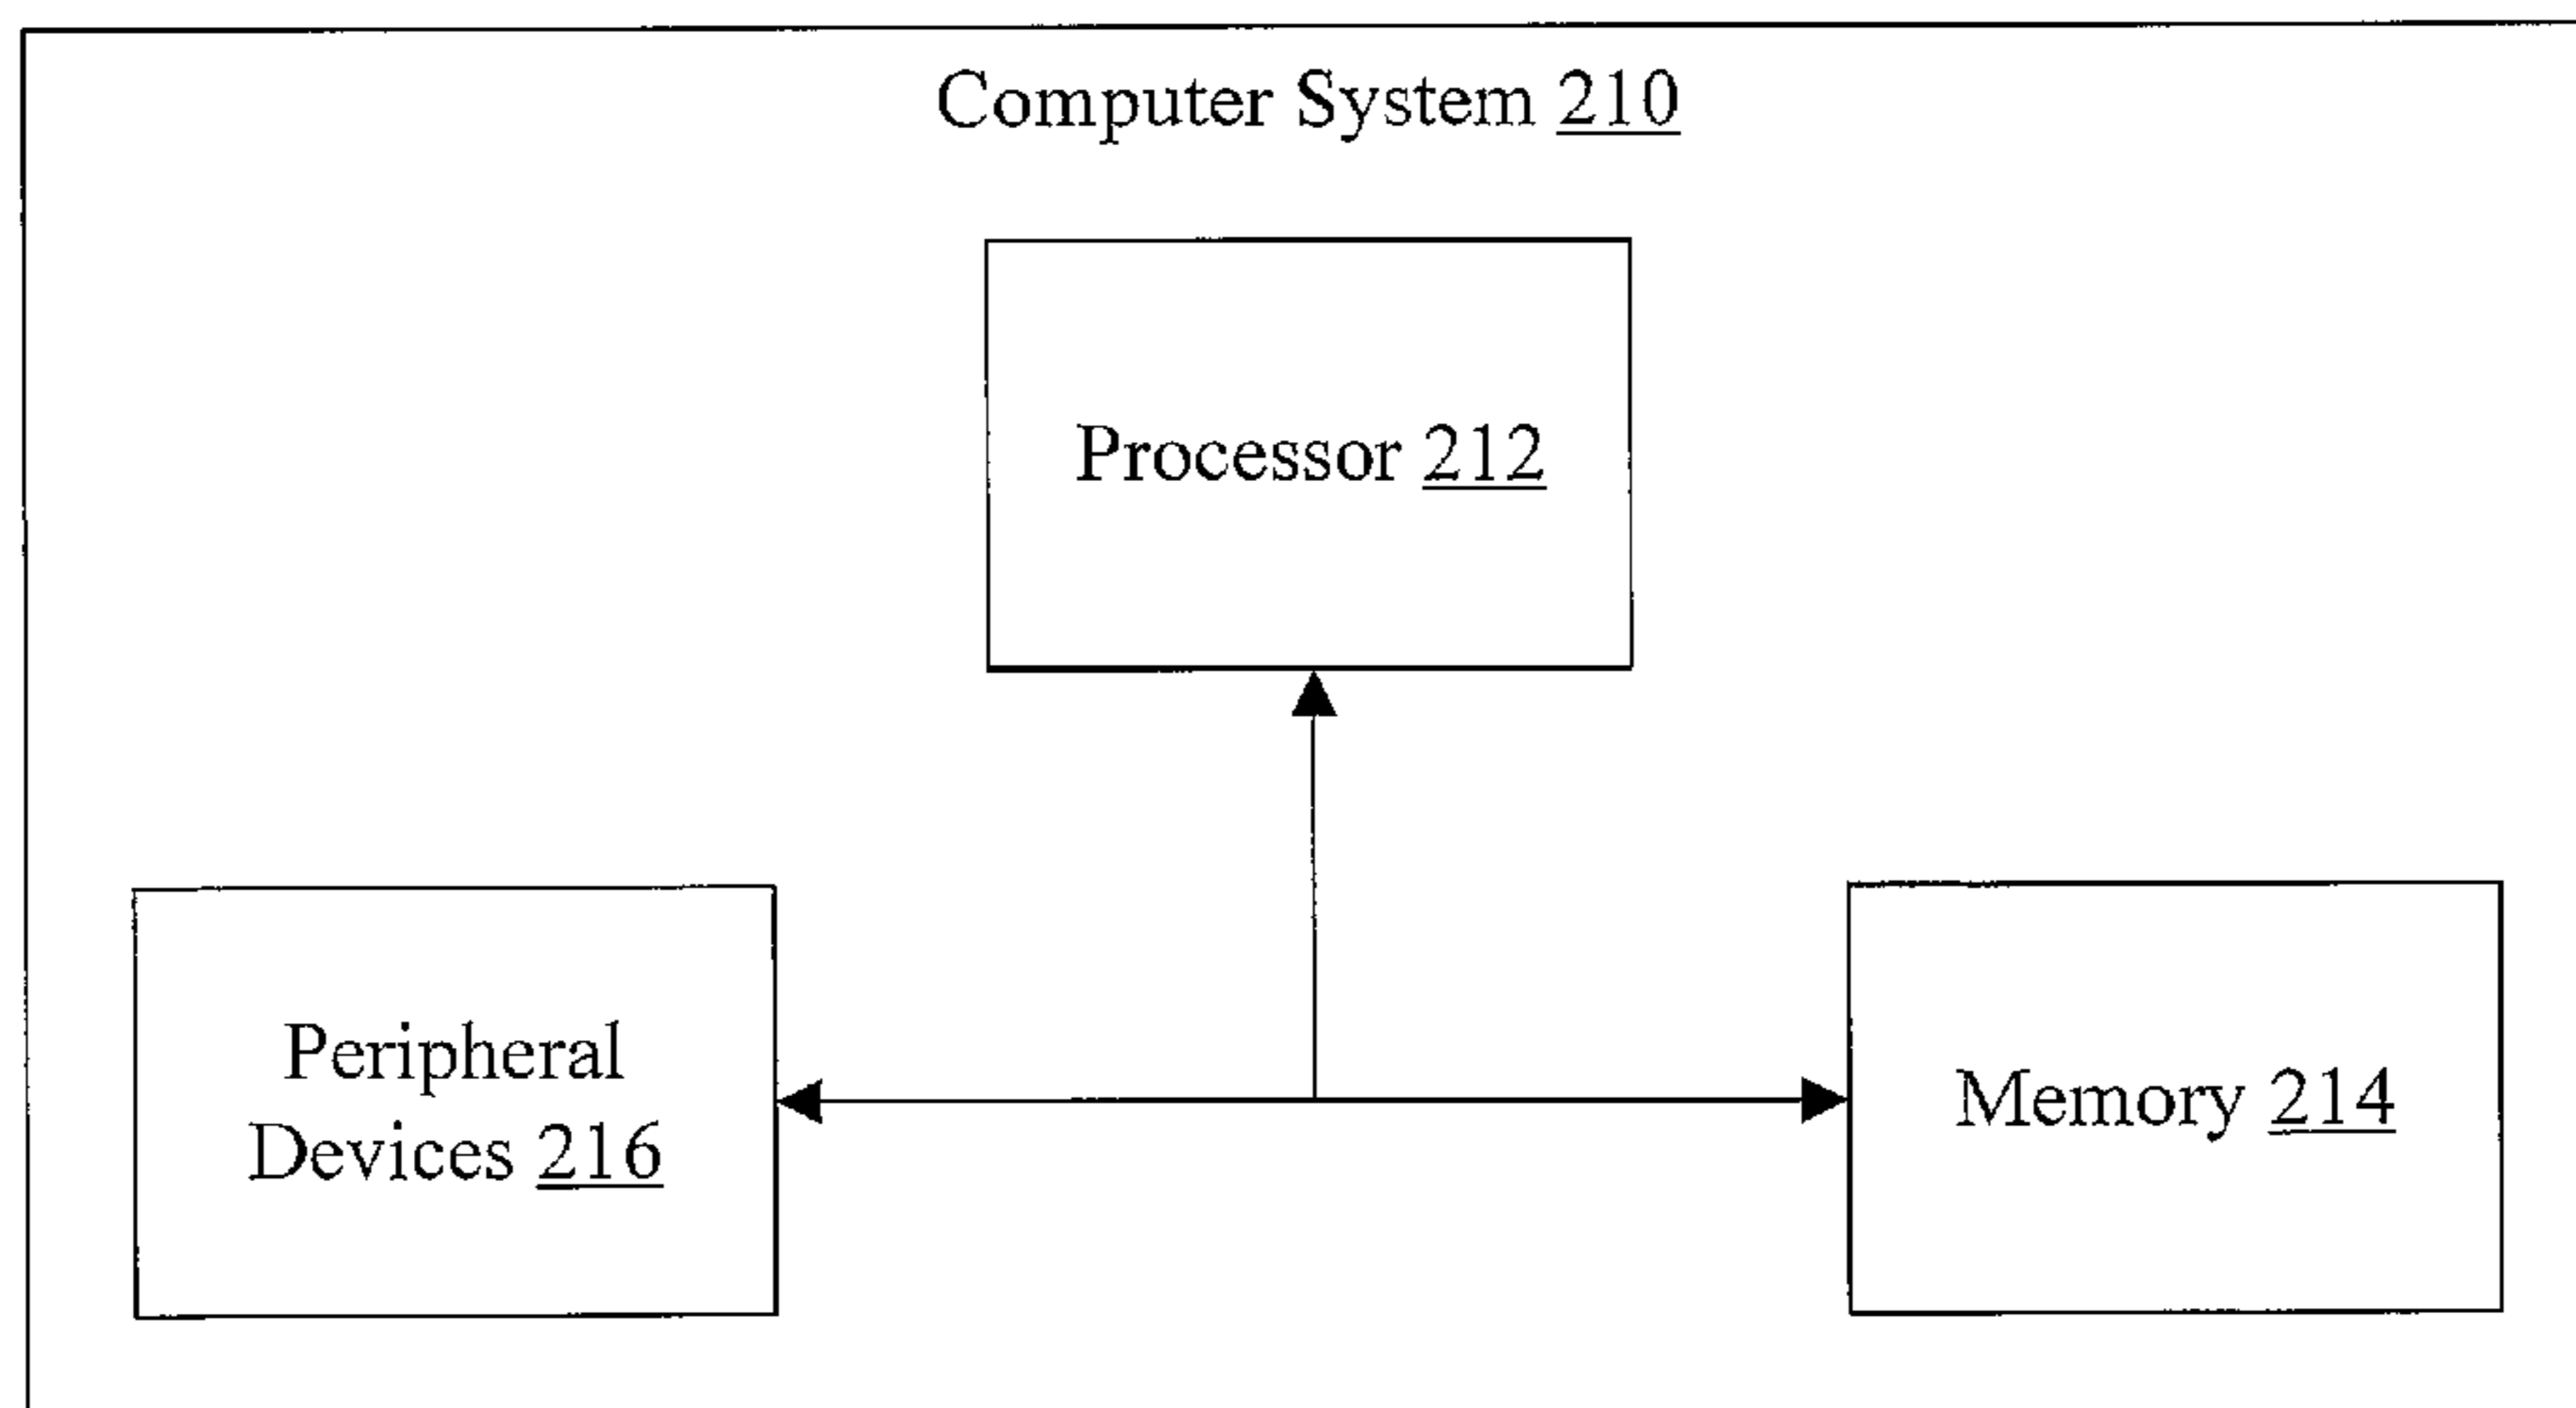 Computer System 210
Processor 212
Peripheral
Devices 216
Memory 214